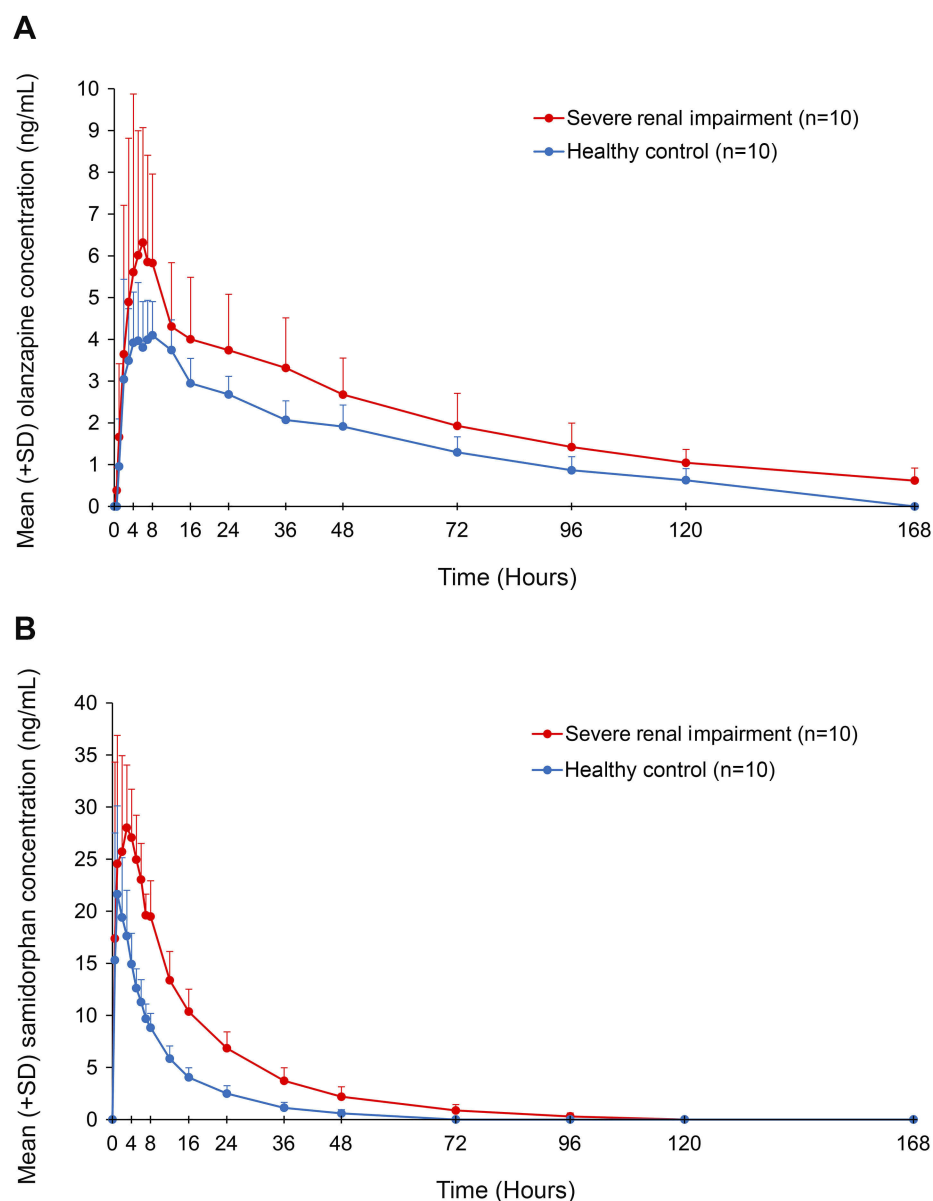 A
Mean (+SD) olanzapine concentration (ng/mL)
10
9
8
7
6
5
4
3
2
1
0
Severe renal impairment (n=10)
Healthy control (n=10)
0 4 8 16 24 36 48 72 96 120 168
Time (Hours)
B
Mean (+SD) samidorphan concentration (ng/mL)
40
35
30
25
20
15
10
5
0
Severe renal impairment (n=10)
Healthy control (n=10)
0 4 8 16 24 36 48 72 96 120 168
Time (Hours)